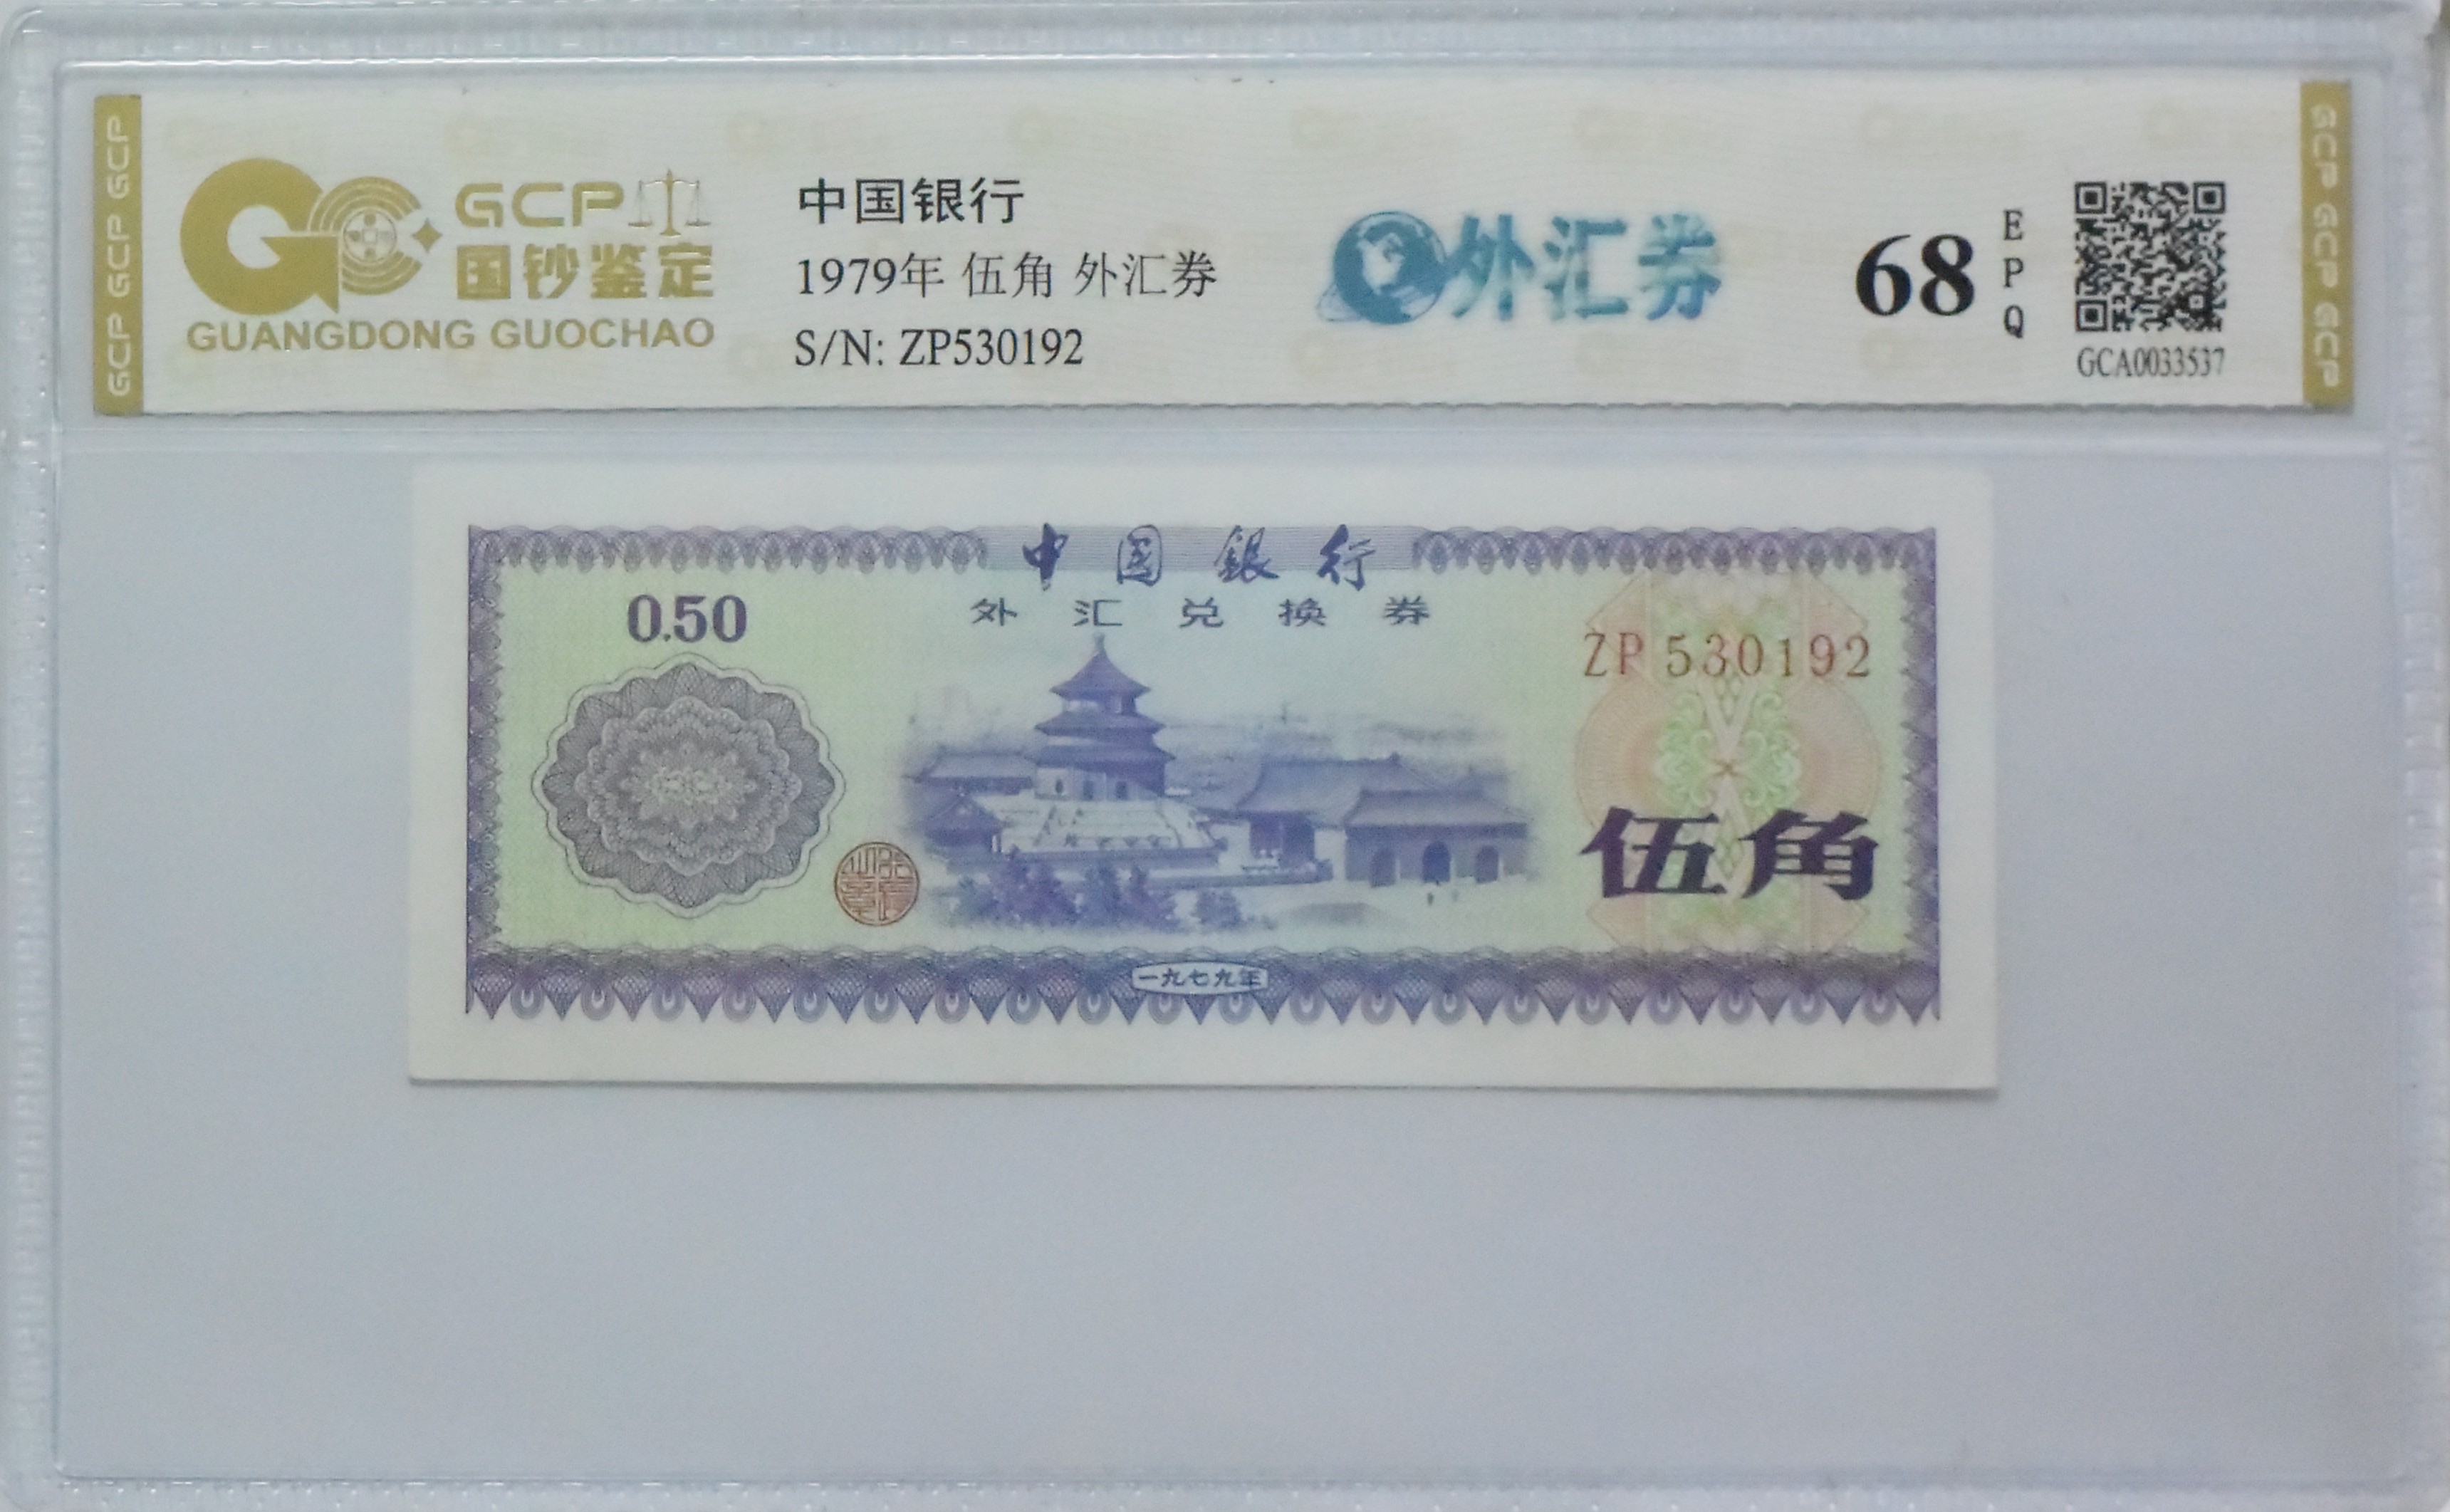 GCP GCP GCP
GCP
国钞鉴定
GUANGDONG GUOCHAO
中国银行
1979年 伍角 外汇券
S/N: ZP530192
外汇券
68
EPQ
GCA0033537
GCP GCP GCP
中国銀行
外汇兑换券
0.50
ZP 530192
伍角
一九七九年